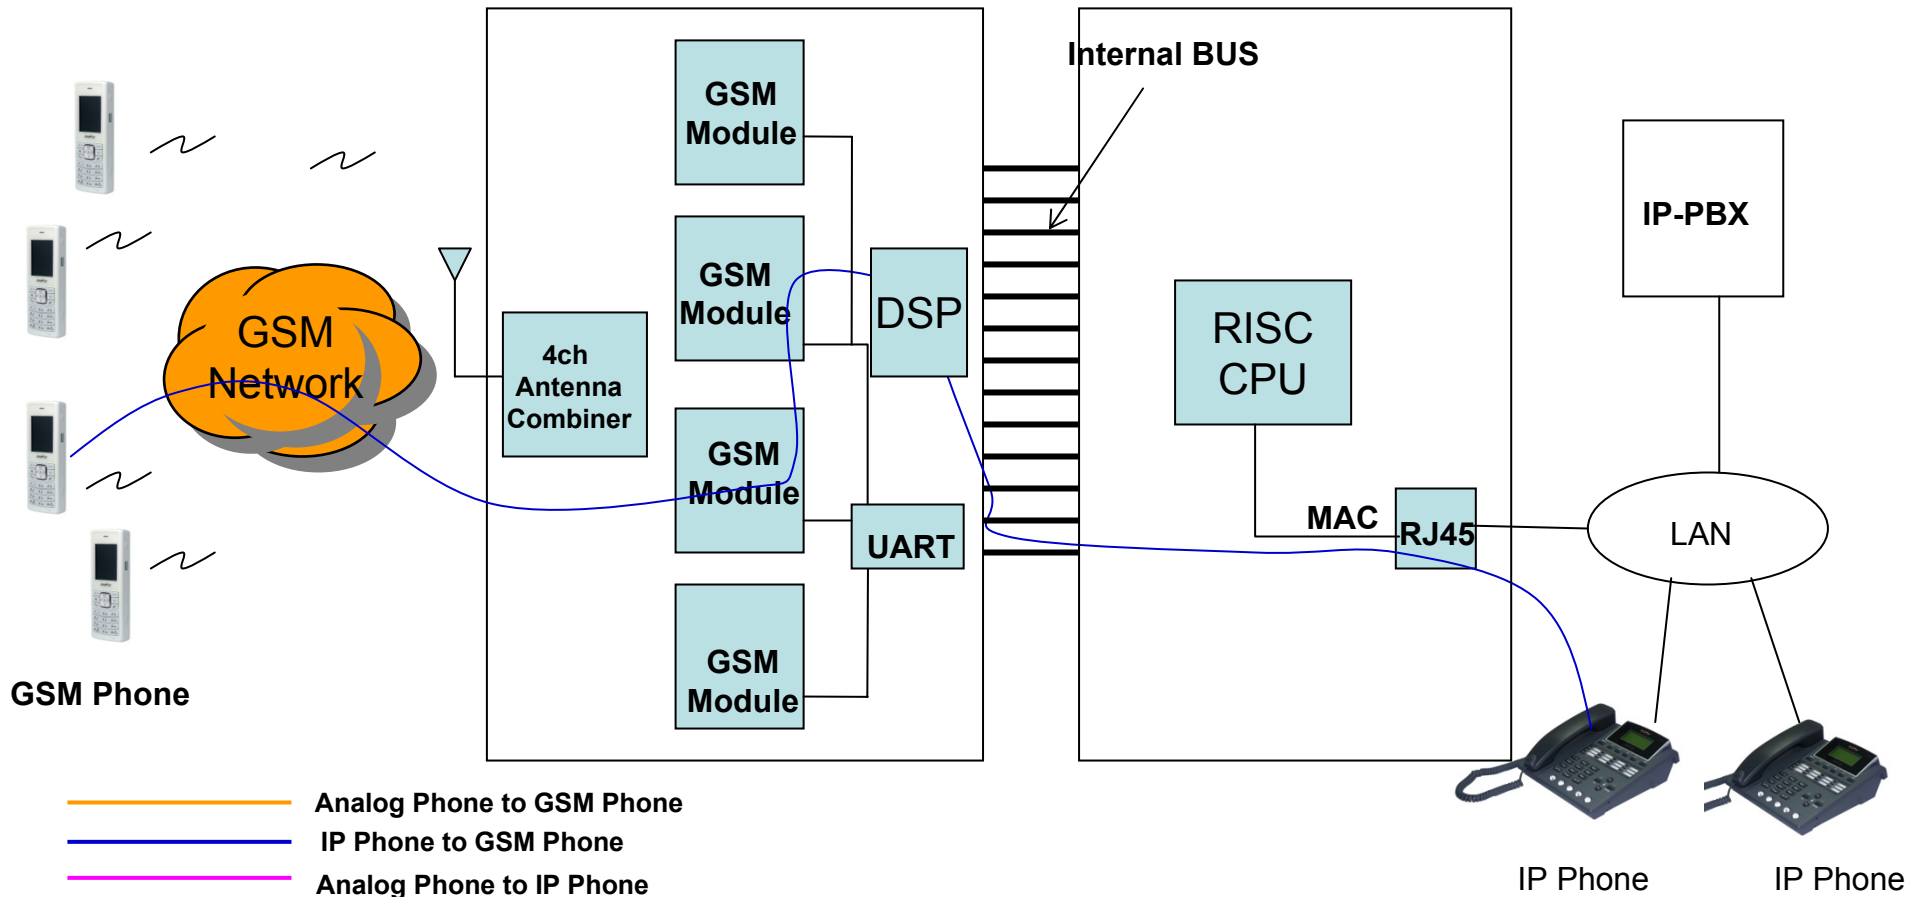 Internal BUS
GSM
Module
IP-PBX
GSM
Module
DSP
GSM
Network
4ch
Antenna
Combiner
RISC
CPU
GSM
Module
UART
MAC
RJ45
LAN
GSM
Module
GSM Phone
Analog Phone to GSM Phone
IP Phone to GSM Phone
Analog Phone to IP Phone
IP Phone
IP Phone